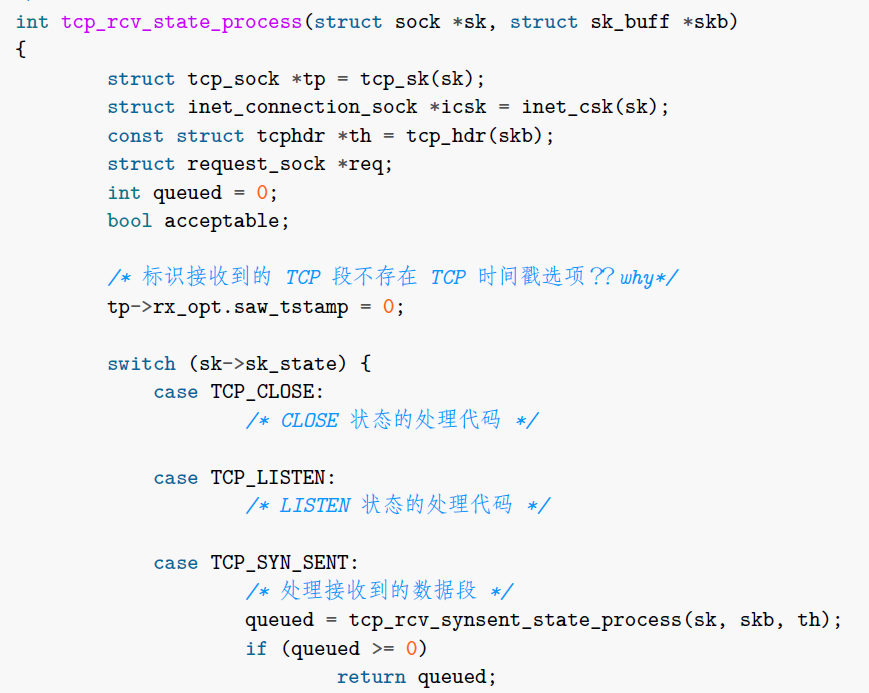 int tcp_rcv_state_process(struct sock *sk, struct sk_buff *skb)
{
        struct tcp_sock *tp = tcp_sk(sk);
        struct inet_connection_sock *icsk = inet_csk(sk);
        const struct tcphdr *th = tcp_hdr(skb);
        struct request_sock *req;
        int queued = 0;
        bool acceptable;

        /* 标识接收到的 TCP 段不存在 TCP 时间戳选项?? why*/
        tp->rx_opt.saw_tstamp = 0;

        switch (sk->sk_state) {
            case TCP_CLOSE:
                    /* CLOSE 状态的处理代码 */

            case TCP_LISTEN:
                    /* LISTEN 状态的处理代码 */

            case TCP_SYN_SENT:
                    /* 处理接收到的数据段 */
                    queued = tcp_rcv_synsent_state_process(sk, skb, th);
                    if (queued >= 0)
                            return queued;